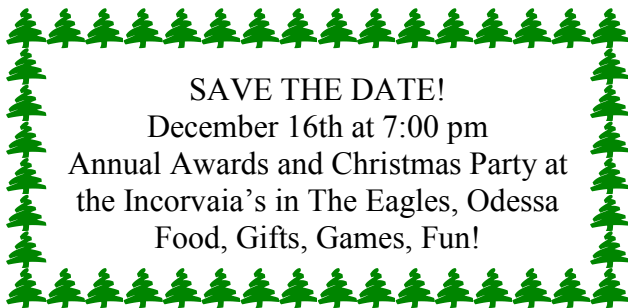 SAVE THE DATE!
December 16th at 7:00 pm
Annual Awards and Christmas Party at
the Incorvaia’s in The Eagles, Odessa
Food, Gifts, Games, Fun!